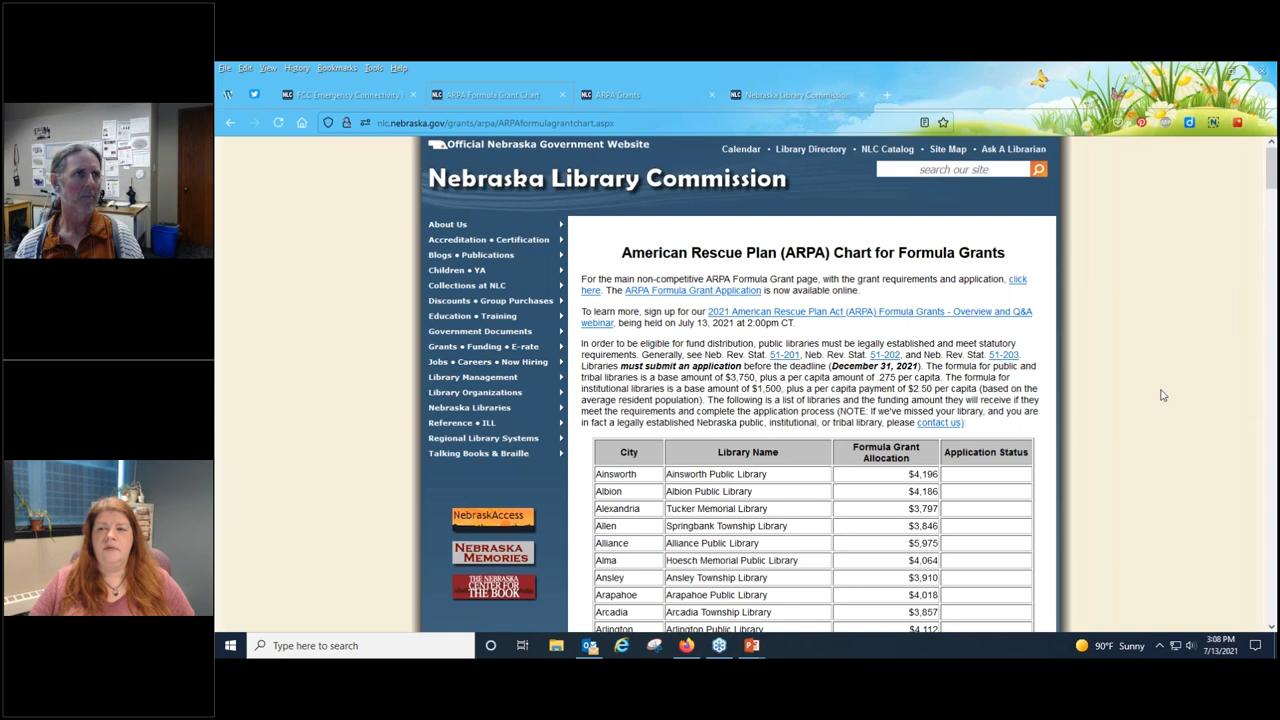 File Edit View History Bookmarks Tools Help
NLC FCC Emergency Connectivity
NLC ARPA Formula Grant Chart
NLC ARPA Grants
NLC Nebraska Library Commission
nlc.nebraska.gov/grants/arpa/ARPAformulagrantchart.aspx
Official Nebraska Government Website
Calendar • Library Directory • NLC Catalog • Site Map • Ask A Librarian
Nebraska Library Commission
search our site
About Us
Accreditation • Certification
Blogs • Publications
Children • YA
Collections at NLC
Discounts • Group Purchases
Education • Training
Government Documents
Grants • Funding • E-rate
Jobs • Careers • Now Hiring
Library Management
Library Organizations
Nebraska Libraries
Reference • ILL
Regional Library Systems
Talking Books & Braille
NebraskAccess
NEBRASKA
MEMORIES
THE NEBRASKA
CENTER FOR
THE BOOK
American Rescue Plan (ARPA) Chart for Formula Grants
For the main non-competitive ARPA Formula Grant page, with the grant requirements and application, click
here. The ARPA Formula Grant Application is now available online.
To learn more, sign up for our 2021 American Rescue Plan Act (ARPA) Formula Grants - Overview and Q&A
webinar, being held on July 13, 2021 at 2:00pm CT.
In order to be eligible for fund distribution, public libraries must be legally established and meet statutory
requirements. Generally, see Neb. Rev. Stat. 51-201, Neb. Rev. Stat. 51-202, and Neb. Rev. Stat. 51-203.
Libraries must submit an application before the deadline (December 31, 2021). The formula for public and
tribal libraries is a base amount of $3,750, plus a per capita amount of .275 per capita. The formula for
institutional libraries is a base amount of $1,500, plus a per capita payment of $2.50 per capita (based on the
average resident population). The following is a list of libraries and the funding amount they will receive if they
meet the requirements and complete the application process (NOTE: If we've missed your library, and you are
in fact a legally established Nebraska public, institutional, or tribal library, please contact us):
City Library Name Formula Grant Allocation Application Status
Ainsworth Ainsworth Public Library $4,196
Albion Albion Public Library $4,186
Alexandria Tucker Memorial Library $3,797
Allen Springbank Township Library $3,846
Alliance Alliance Public Library $5,975
Alma Hoesch Memorial Public Library $4,064
Ansley Ansley Township Library $3,910
Arapahoe Arapahoe Public Library $4,018
Arcadia Arcadia Township Library $3,857
Arlington Arlington Public Library $4,112
Type here to search
90°F Sunny
3:08 PM
7/13/2021